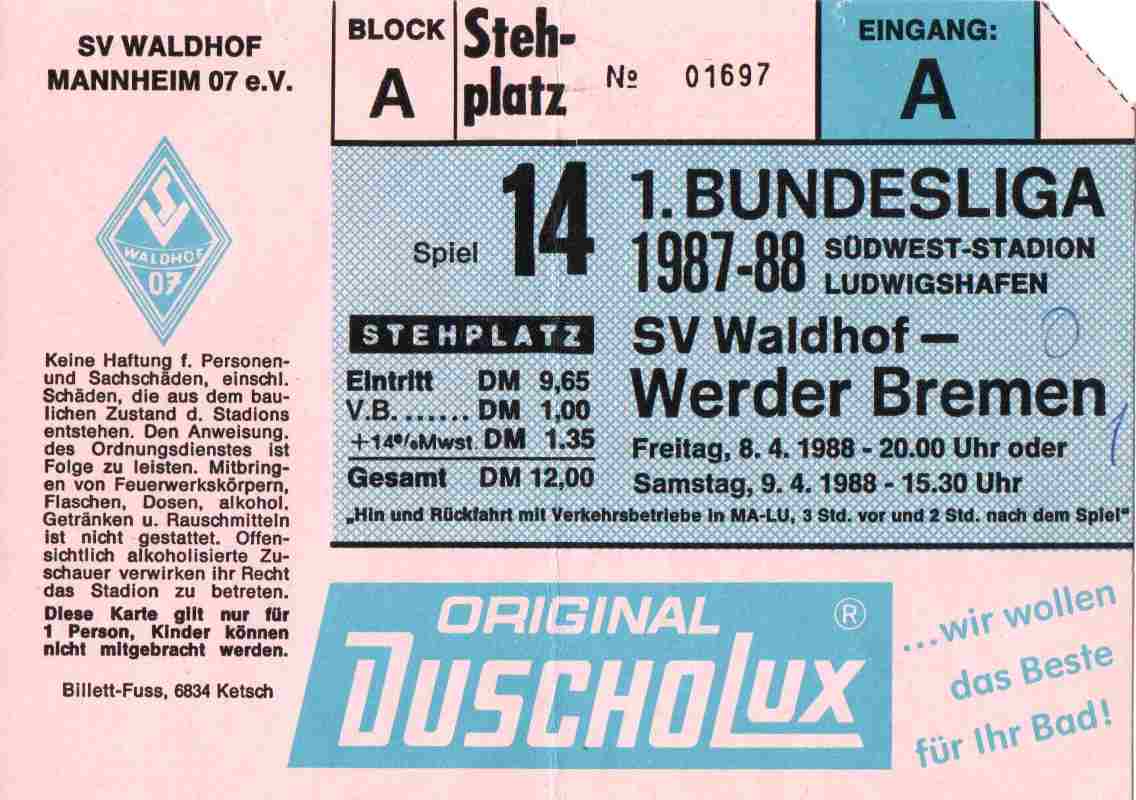 SV WALDHOF
MANNHEIM 07 e.V.
SV
WALDHOF
07
Keine Haftung f. Personen-
und Sachschäden, einschl.
Schäden, die aus dem bau-
lichen Zustand d. Stadions
entstehen. Den Anweisung.
des Ordnungsdienstes ist
Folge zu leisten. Mitbring-
en von Feuerwerkskörpern,
Flaschen, Dosen, alkohol.
Getränken u. Rauschmitteln
ist nicht gestattet. Offen-
sichtlich alkoholisierte Zu-
schauer verwirken ihr Recht
das Stadion zu betreten.
Diese Karte gilt nur für
1 Person, Kinder können
nicht mitgebracht werden.
Billett-Fuss, 6834 Ketsch
BLOCK
A
Steh-
platz
№ 01697
EINGANG:
A
Spiel 14
1. BUNDESLIGA
1987-88
SÜDWEST-STADION
LUDWIGSHAFEN
STEHPLATZ
Eintritt DM 9,65
V.B. ....... DM 1.00
+14%Mwst. DM 1.35
Gesamt DM 12,00
SV Waldhof – 0
Werder Bremen 1
Freitag, 8. 4. 1988 - 20.00 Uhr oder
Samstag, 9. 4. 1988 - 15.30 Uhr
„Hin und Rückfahrt mit Verkehrsbetriebe in MA-LU, 3 Std. vor und 2 Std. nach dem Spiel"
ORIGINAL ®
DUSCHOLUX
...wir wollen
das Beste
für Ihr Bad!